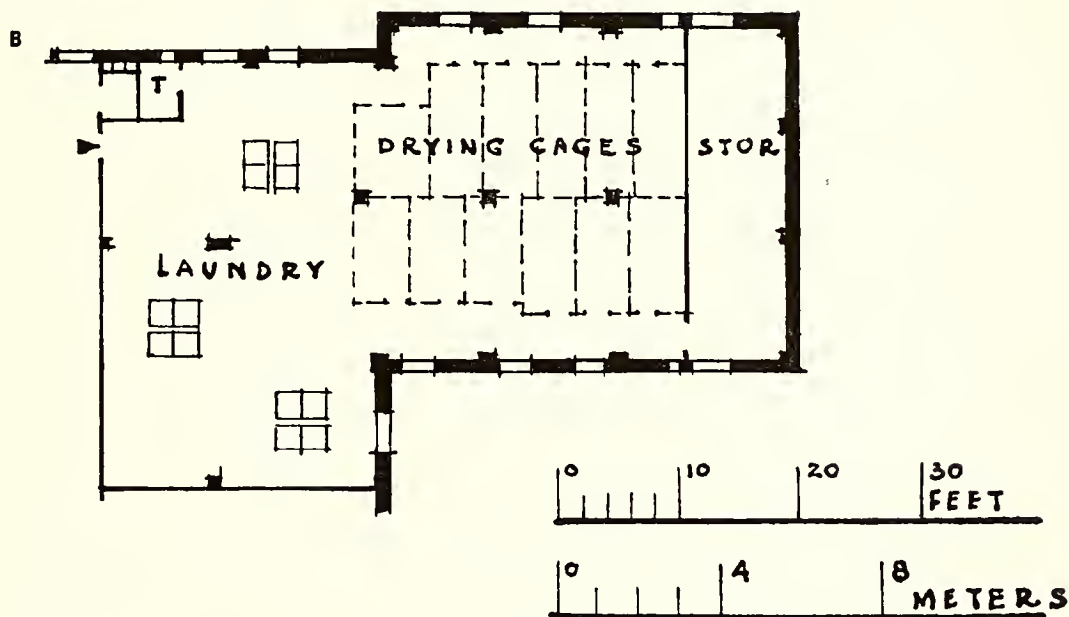 B
T
DRYING CAGES
STOR
LAUNDRY
0 10 20 30
FEET
0 4 8
METERS